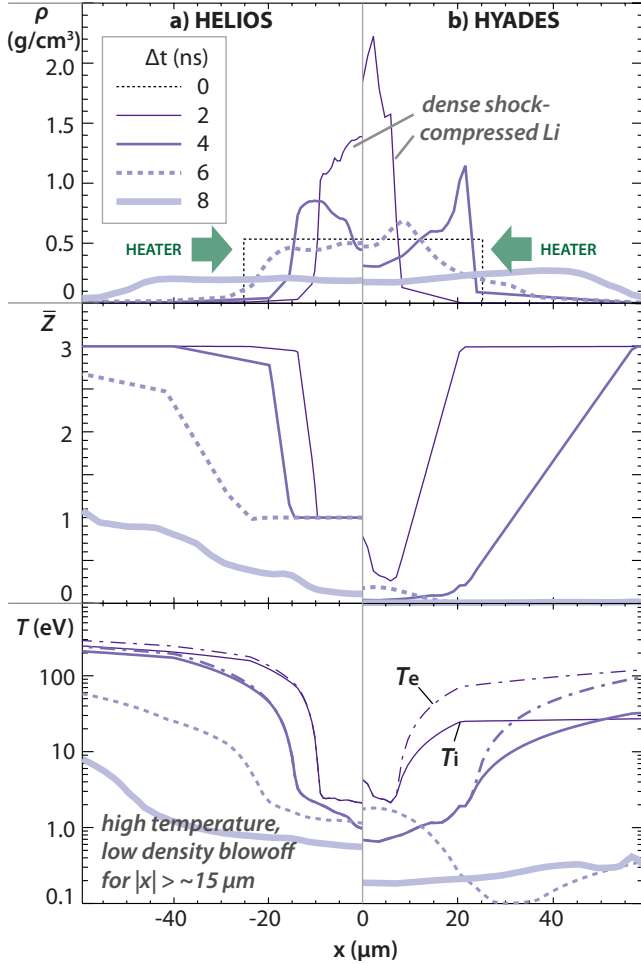 a) HELIOS
b) HYADES
ρ
(g/cm³)
Δt (ns)
0
2
4
6
8
2.0
1.5
1.0
0.5
0
dense shock-
compressed Li
HEATER
HEATER
Z̄
3
2
1
0
T (eV)
100
10
1.0
0.1
Te
Ti
high temperature,
low density blowoff
for |x| > ~15 μm
-40
-20
0
20
40
x (μm)